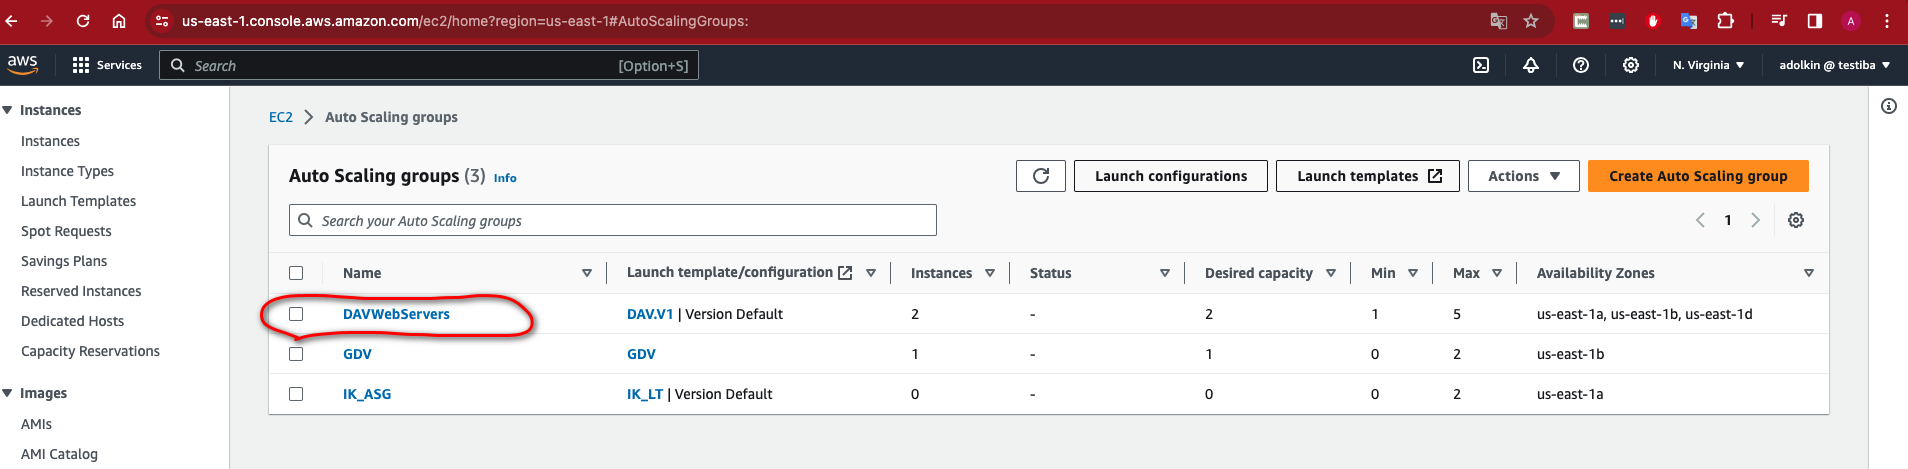 us-east-1.console.aws.amazon.com/ec2/home?region=us-east-1#AutoScalingGroups:
A
aws Services Search [Option+S] N. Virginia adolkin @ testiba
Instances
Instances
Instance Types
Launch Templates
Spot Requests
Savings Plans
Reserved Instances
Dedicated Hosts
Capacity Reservations
Images
AMIs
AMI Catalog
EC2 > Auto Scaling groups
Auto Scaling groups (3) Info
Launch configurations Launch templates Actions Create Auto Scaling group
Search your Auto Scaling groups
1
Name Launch template/configuration Instances Status Desired capacity Min Max Availability Zones
DAVWebServers DAV.V1 | Version Default 2 - 2 1 5 us-east-1a, us-east-1b, us-east-1d
GDV GDV 1 - 1 0 2 us-east-1b
IK_ASG IK_LT | Version Default 0 - 0 0 2 us-east-1a